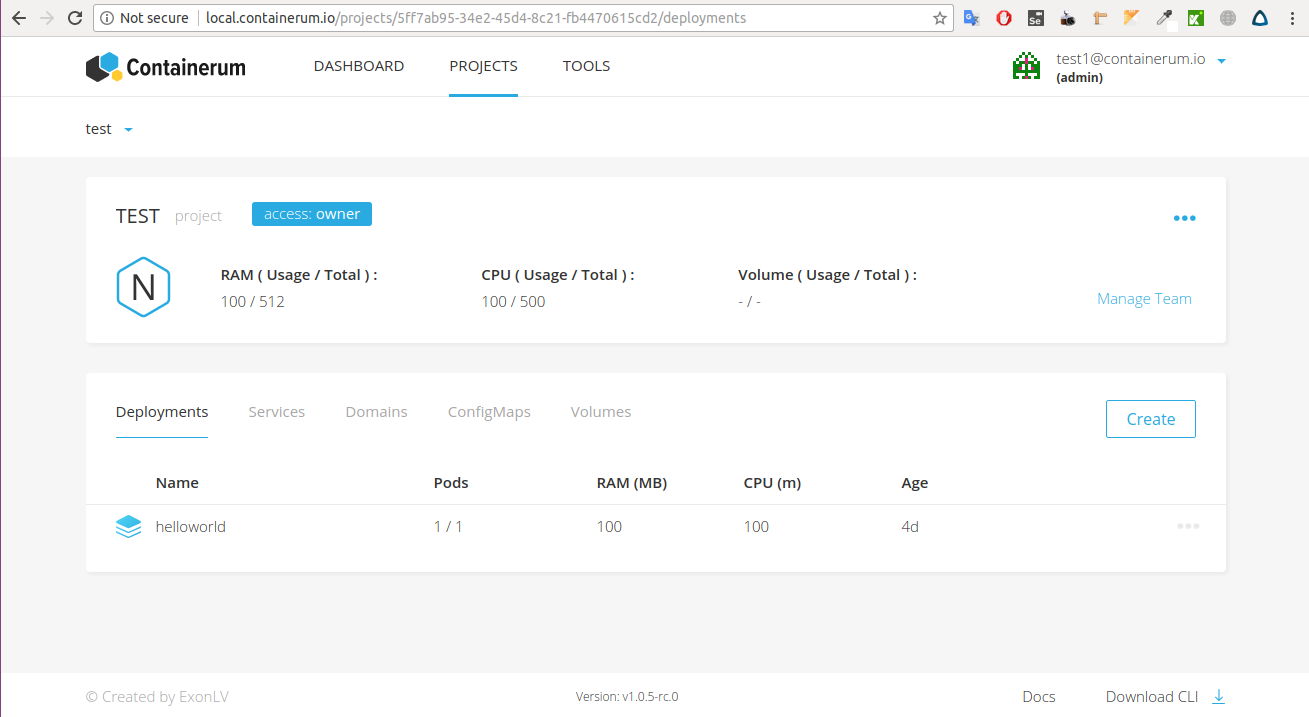 Not secure local.containerum.io/projects/5ff7ab95-34e2-45d4-8c21-fb4470615cd2/deployments
Se
Containerum DASHBOARD PROJECTS TOOLS test1@containerum.io
(admin)
test
TEST project access: owner
N
RAM ( Usage / Total ) : CPU ( Usage / Total ) : Volume ( Usage / Total ) :
100 / 512 100 / 500 - / -
Manage Team
Deployments Services Domains ConfigMaps Volumes
Create
Name Pods RAM (MB) CPU (m) Age
helloworld 1 / 1 100 100 4d
© Created by ExonLV Version: v1.0.5-rc.0 Docs Download CLI